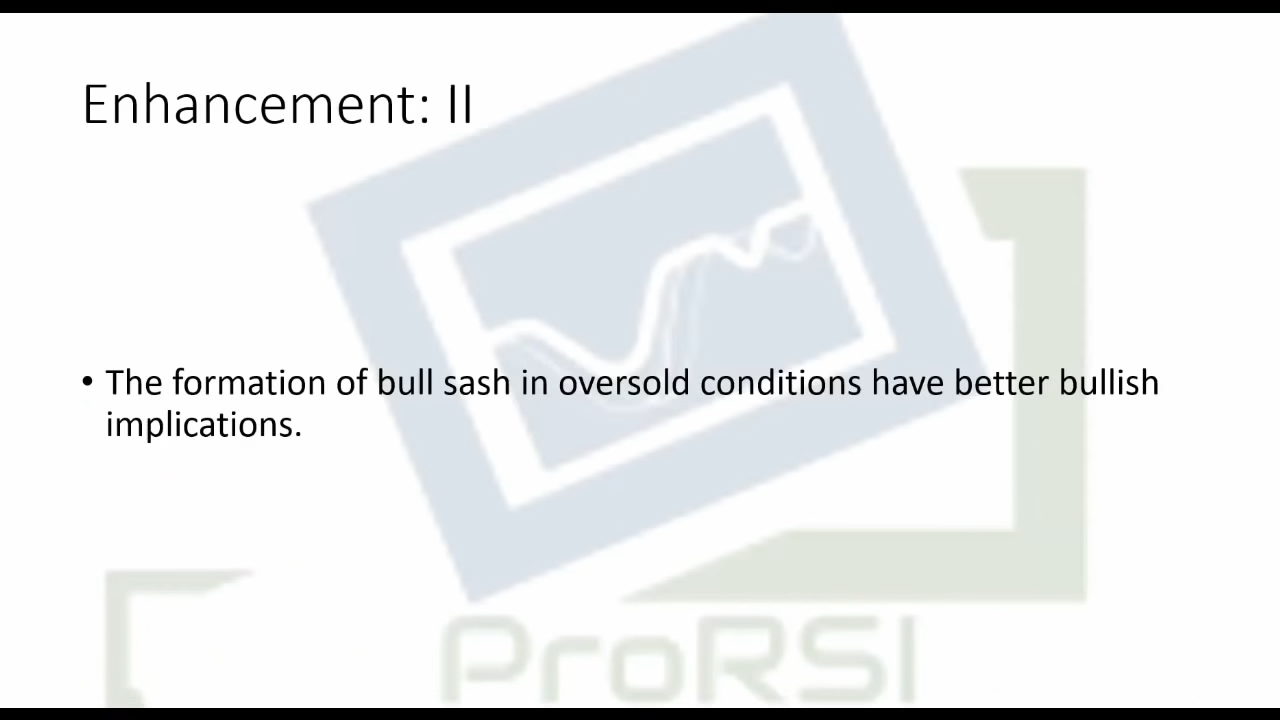 Enhancement: II
• The formation of bull sash in oversold conditions have better bullish
implications.
ProRSI